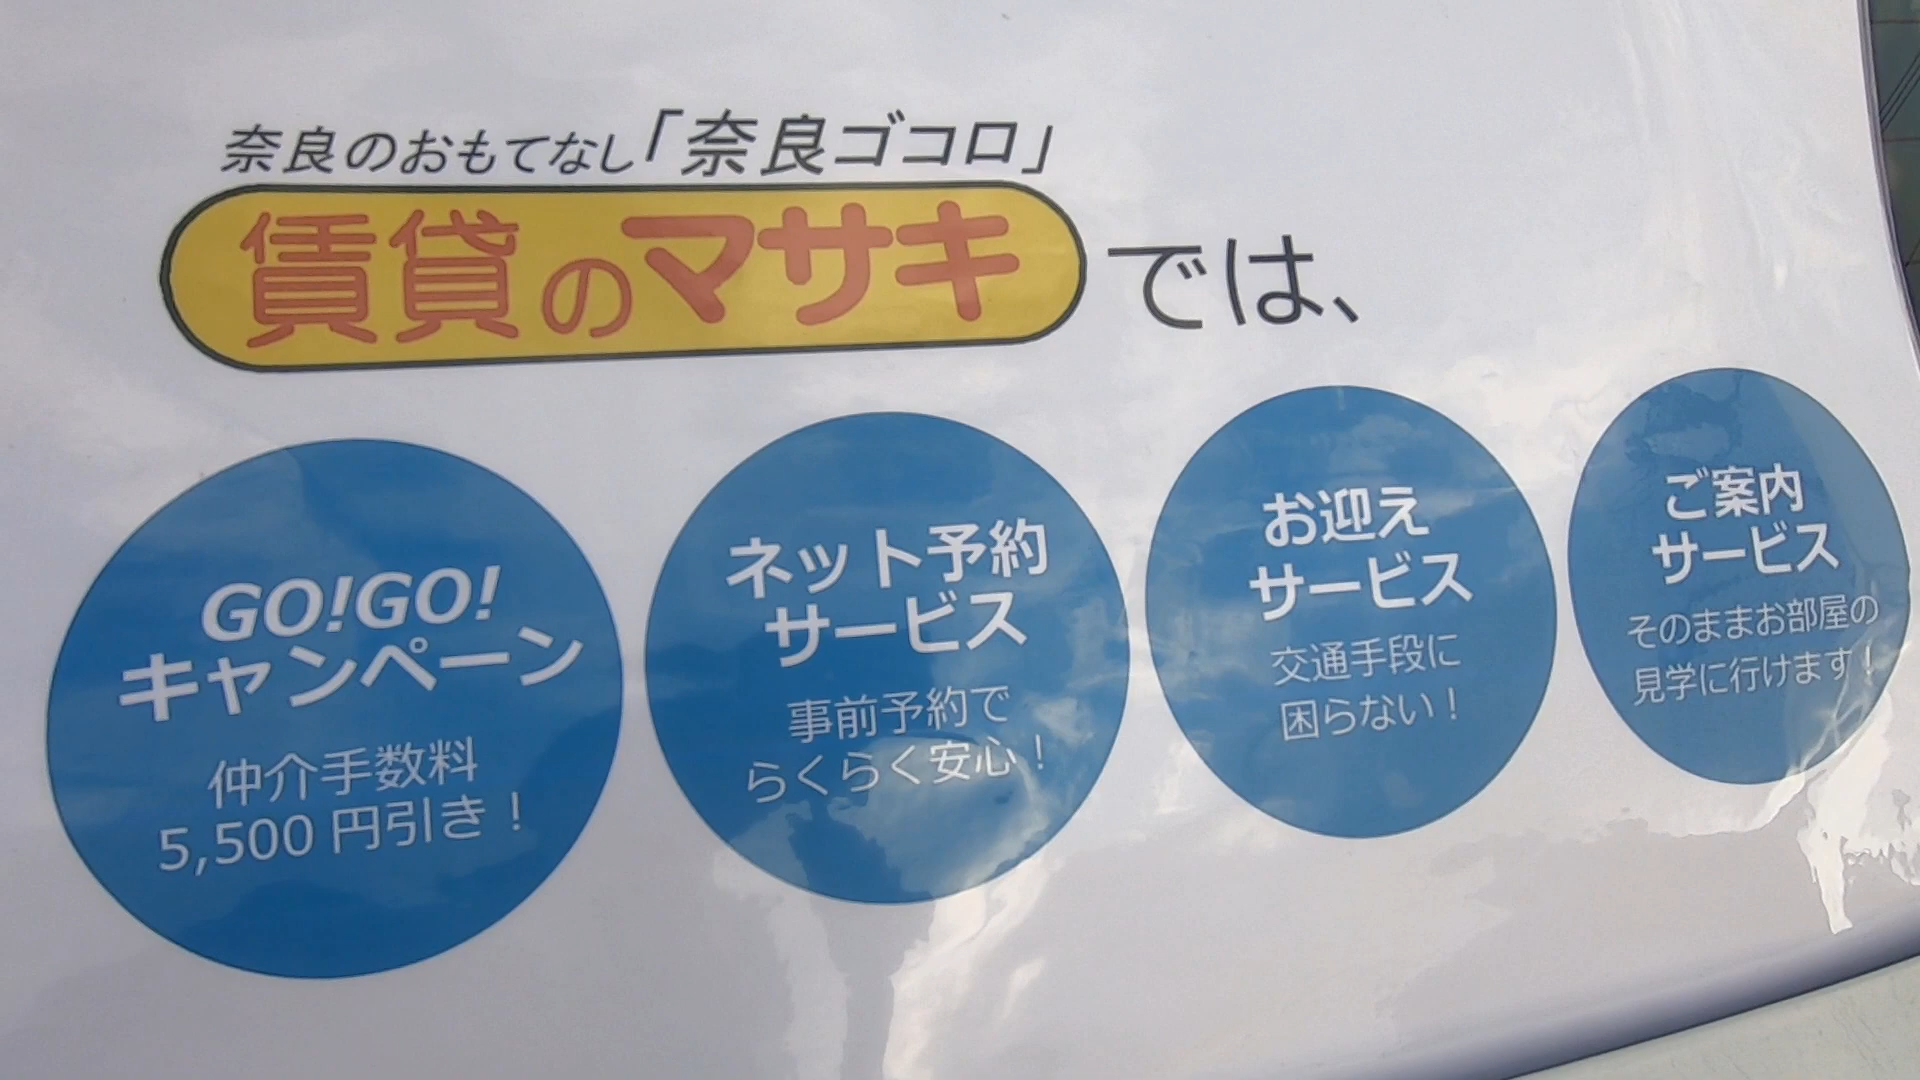 奈良のおもてなし「奈良ゴコロ」
賃貸のマサキでは、
GO!GO!
キャンペーン
仲介手数料
5,500円引き！
ネット予約
サービス
事前予約で
らくらく安心！
お迎え
サービス
交通手段に
困らない！
ご案内
サービス
そのままお部屋の
見学に行けます！